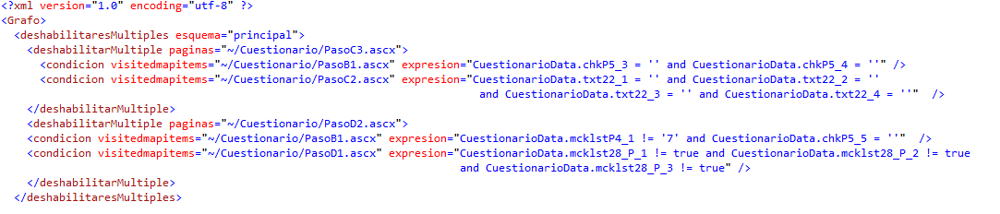 <?xml version="1.0" encoding="utf-8" ?>
<Grafo>
<deshabilitaresMultiples esquema="principal">
<deshabilitarMultiple paginas="~/Cuestionario/PasoC3.ascx">
<condicion visitedmapitems="~/Cuestionario/PasoB1.ascx" expresion="CuestionarioData.chkP5_3 = '' and CuestionarioData.chkP5_4 = ''" />
<condicion visitedmapitems="~/Cuestionario/PasoC2.ascx" expresion="CuestionarioData.txt22_1 = '' and CuestionarioData.txt22_2 = ''
and CuestionarioData.txt22_3 = '' and CuestionarioData.txt22_4 = ''" />
</deshabilitarMultiple>
<deshabilitarMultiple paginas="~/Cuestionario/PasoD2.ascx">
<condicion visitedmapitems="~/Cuestionario/PasoB1.ascx" expresion="CuestionarioData.mcklstP4_1 != '7' and CuestionarioData.chkP5_5 = ''" />
<condicion visitedmapitems="~/Cuestionario/PasoD1.ascx" expresion="CuestionarioData.mcklst28_P_1 != true and CuestionarioData.mcklst28_P_2 != true
and CuestionarioData.mcklst28_P_3 != true" />
</deshabilitarMultiple>
</deshabilitaresMultiples>